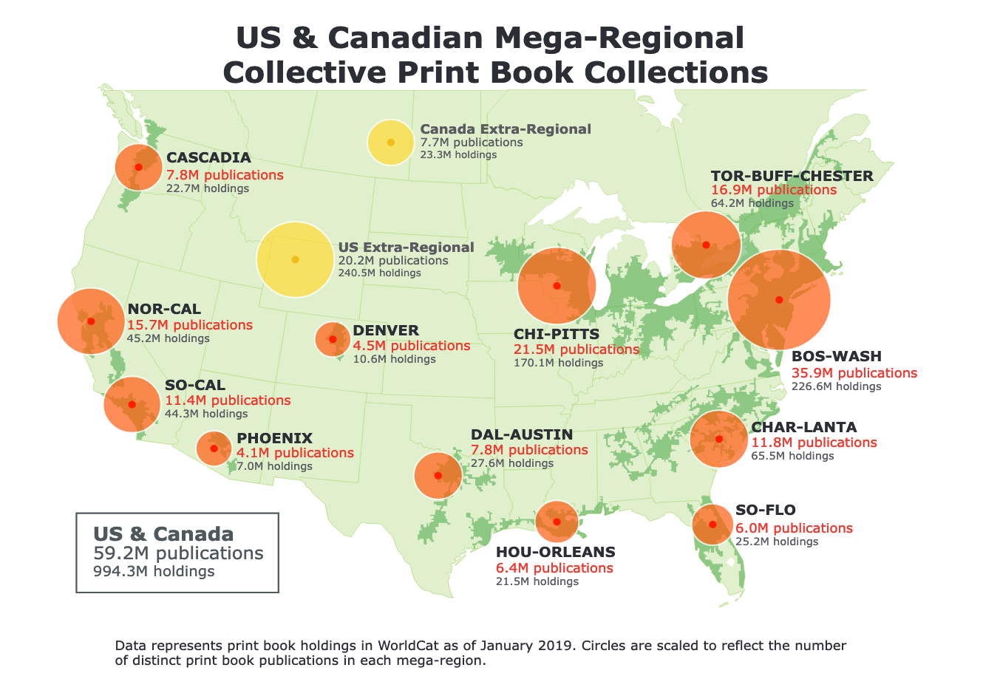 US & Canadian Mega-Regional
Collective Print Book Collections
Canada Extra-Regional
7.7M publications
23.3M holdings
CASCADIA
7.8M publications
22.7M holdings
TOR-BUFF-CHESTER
16.9M publications
64.2M holdings
US Extra-Regional
20.2M publications
240.5M holdings
NOR-CAL
15.7M publications
45.2M holdings
DENVER
4.5M publications
10.6M holdings
CHI-PITTS
21.5M publications
170.1M holdings
BOS-WASH
35.9M publications
226.6M holdings
SO-CAL
11.4M publications
44.3M holdings
PHOENIX
4.1M publications
7.0M holdings
DAL-AUSTIN
7.8M publications
27.6M holdings
CHAR-LANTA
11.8M publications
65.5M holdings
SO-FLO
6.0M publications
25.2M holdings
HOU-ORLEANS
6.4M publications
21.5M holdings
US & Canada
59.2M publications
994.3M holdings
Data represents print book holdings in WorldCat as of January 2019. Circles are scaled to reflect the number
of distinct print book publications in each mega-region.